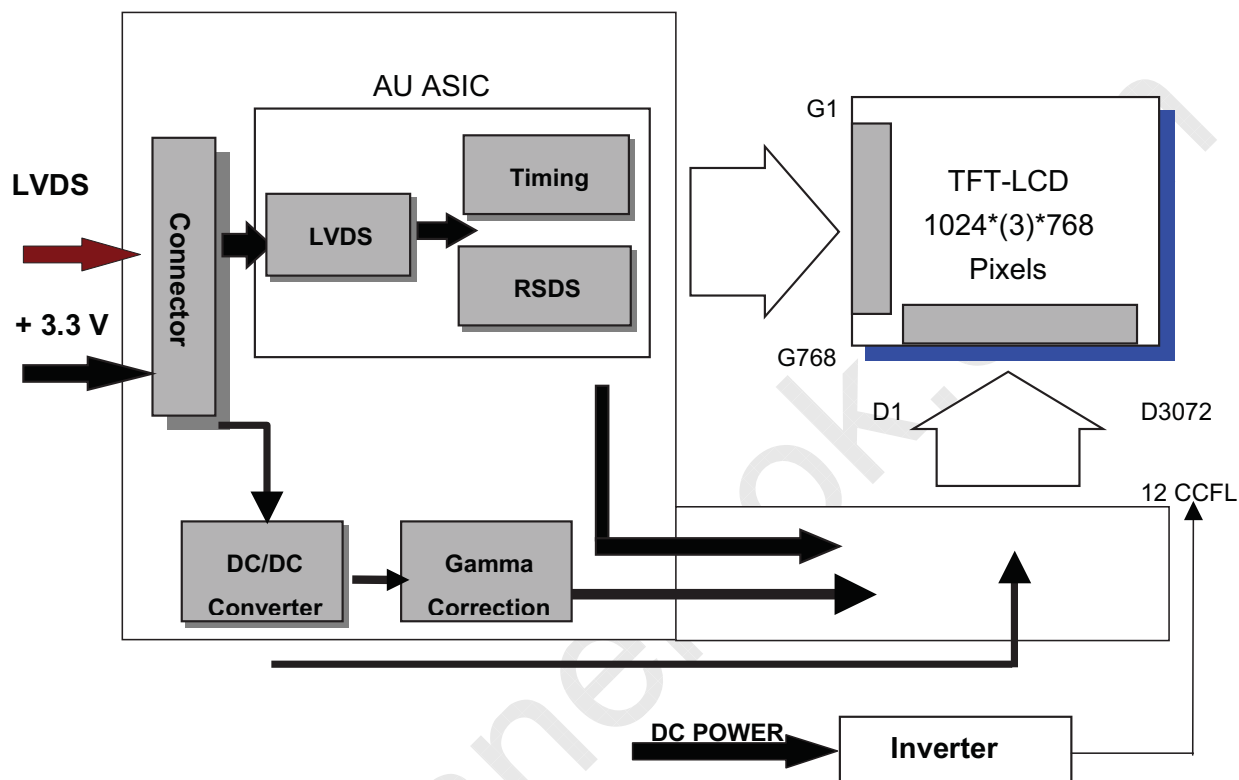 AU ASIC
LVDS
+ 3.3 V
Connector
LVDS
Timing
RSDS
DC/DC
Converter
Gamma
Correction
G1
G768
TFT-LCD
1024*(3)*768
Pixels
D1
D3072
12 CCFL
DC POWER
Inverter